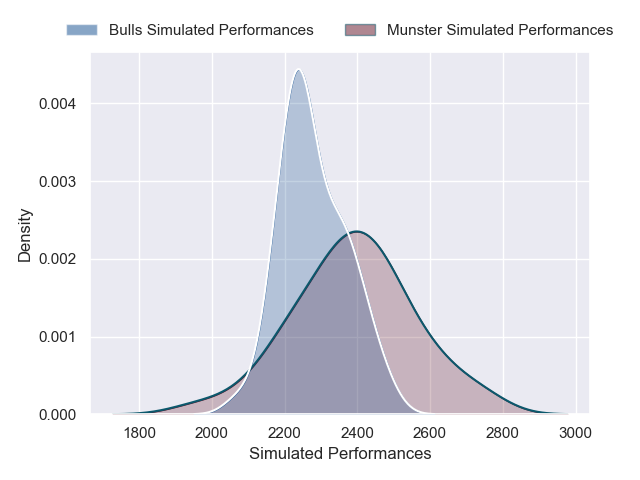 Bulls Simulated Performances Munster Simulated Performances
0.004
0.003
0.002
0.001
0.000
Density
1800 2000 2200 2400 2600 2800 3000
Simulated Performances